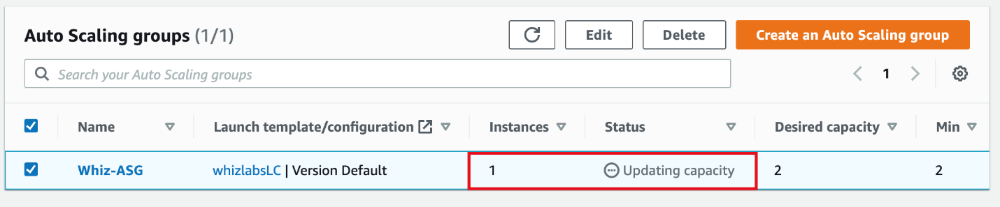 Auto Scaling groups (1/1)
Edit
Delete
Create an Auto Scaling group
Search your Auto Scaling groups
1
Name Launch template/configuration Instances Status Desired capacity Min
Whiz-ASG whizlabsLC | Version Default 1 Updating capacity 2 2